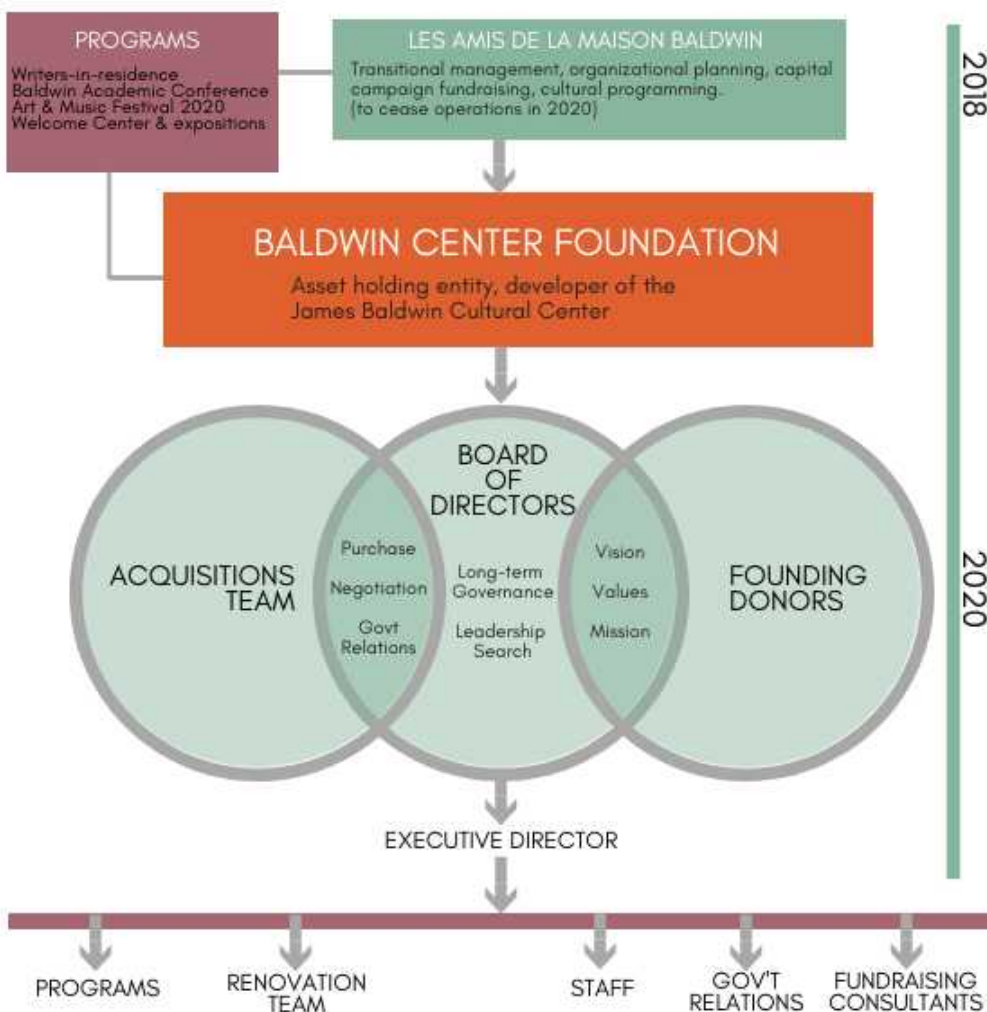 PROGRAMS
Writers-in-residence
Baldwin Academic Conference
Art & Music Festival 2020
Welcome Center & expositions
LES AMIS DE LA MAISON BALDWIN
Transitional management, organizational planning, capital
campaign fundraising, cultural programming.
(to cease operations in 2020)
2018
BALDWIN CENTER FOUNDATION
Asset holding entity, developer of the
James Baldwin Cultural Center
ACQUISITIONS
TEAM
Purchase
Negotiation
Govt
Relations
BOARD
OF
DIRECTORS
Long-term
Governance
Leadership
Search
Vision
Values
Mission
FOUNDING
DONORS
2020
EXECUTIVE DIRECTOR
PROGRAMS
RENOVATION
TEAM
STAFF
GOV'T
RELATIONS
FUNDRAISING
CONSULTANTS